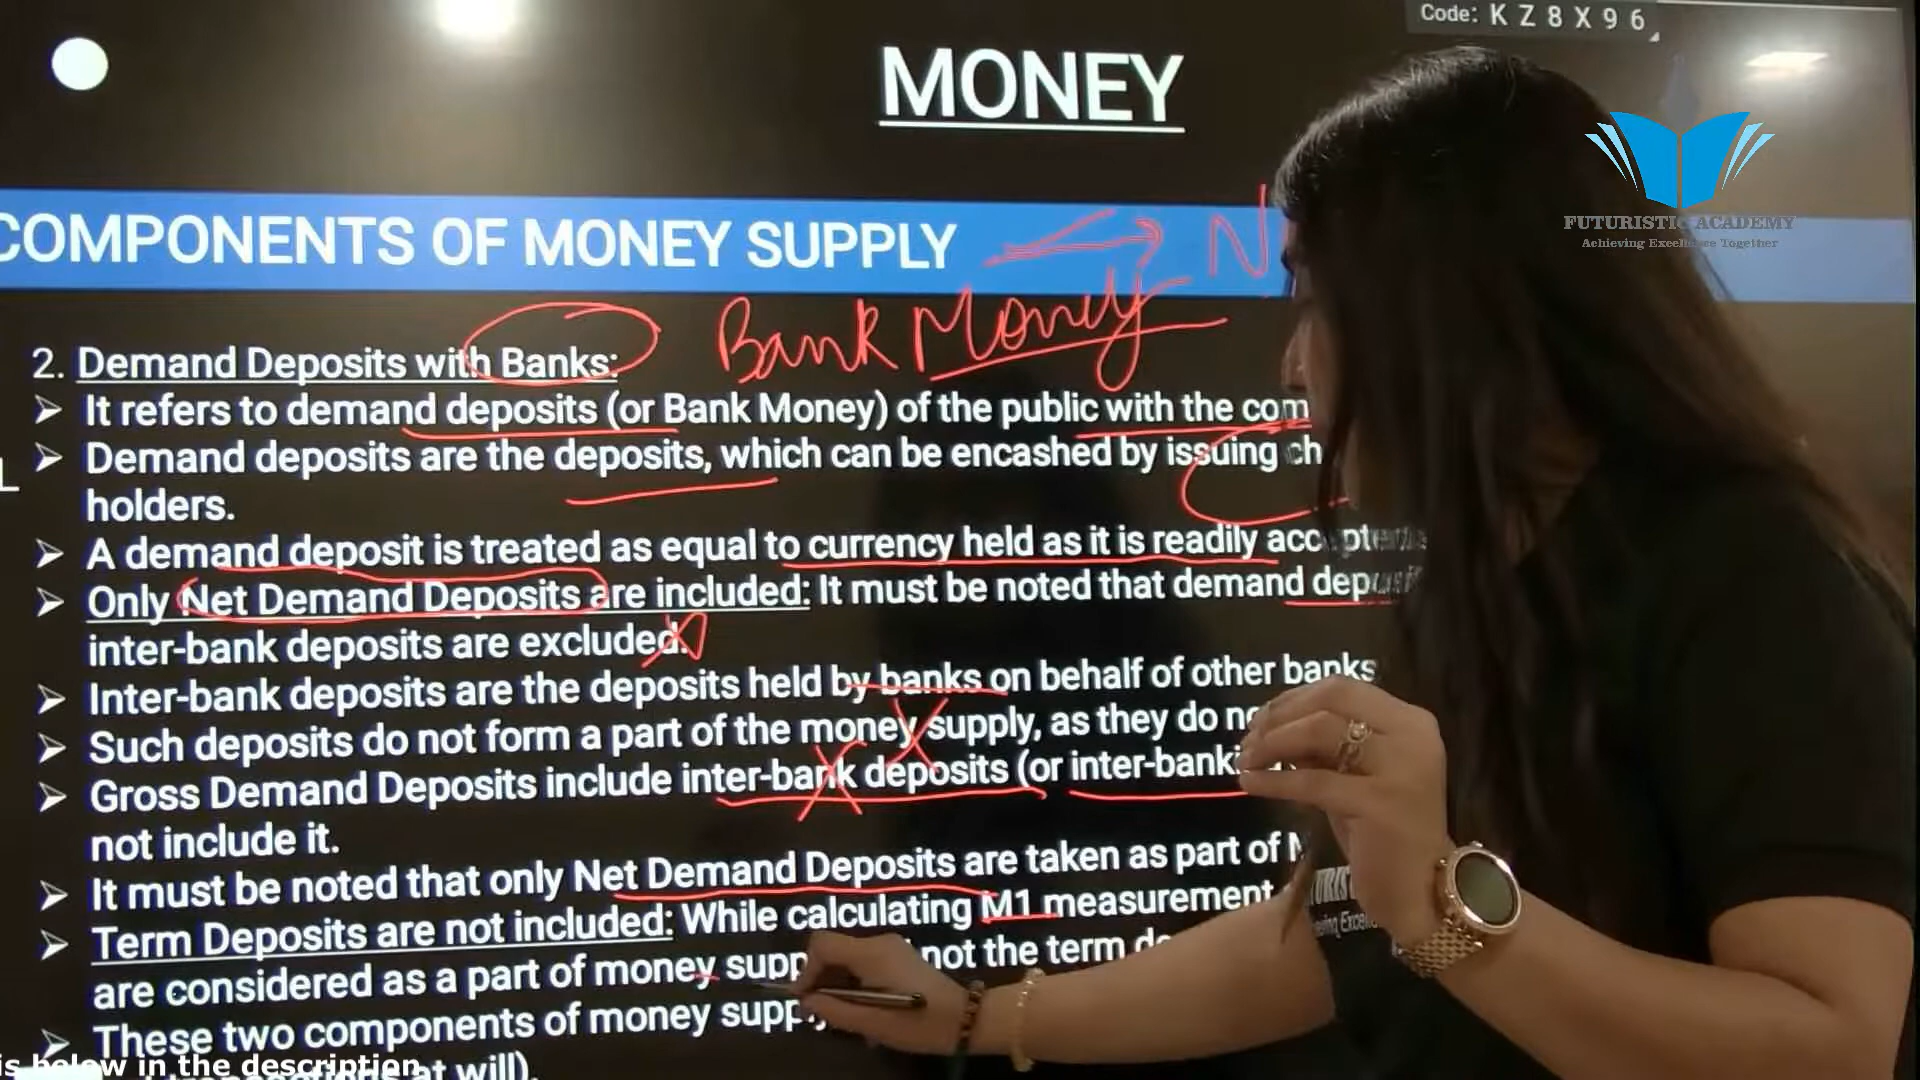 Code: K Z 8 X 9 6
MONEY
FUTURISTIC ACADEMY
Achieving Excellence Together
COMPONENTS OF MONEY SUPPLY
N
Bank Money
2. Demand Deposits with Banks:
➤ It refers to demand deposits (or Bank Money) of the public with the com
➤ Demand deposits are the deposits, which can be encashed by issuing ch
holders.
➤ A demand deposit is treated as equal to currency held as it is readily
➤ Only Net Demand Deposits are included: It must be noted that demand
inter-bank deposits are excluded.
➤ Inter-bank deposits are the deposits held by banks on behalf of other banks
➤ Such deposits do not form a part of the money supply, as they do
➤ Gross Demand Deposits include inter-bank deposits (or inter-banki
not include it.
➤ It must be noted that only Net Demand Deposits are taken as part of
➤ Term Deposits are not included: While calculating M1 measurement
are considered as a part of money supp not the term
➤ These two components of money supp
at will).
is below in the description